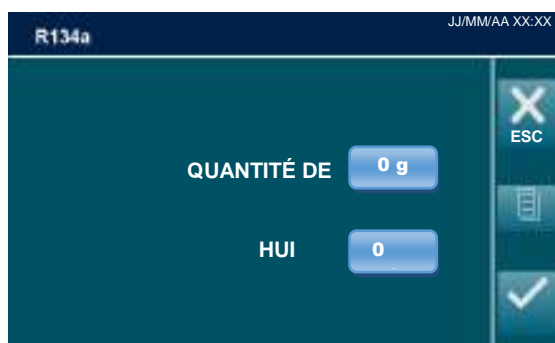 R134a
JJ/MM/AA XX:XX
ESC
QUANTITÉ DE 0 g
HUI 0